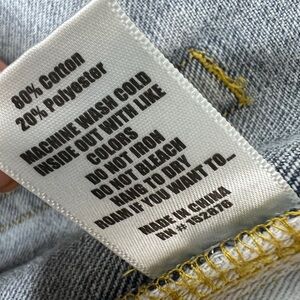 80% Cotton
20% Polyester
MACHINE WASH COLD
INSIDE OUT WITH LIKE
COLORS
DO NOT IRON
DO NOT BLEACH
HANG TO DAY
ROAM IF YOU WANT TO...
MADE IN CHINA
RN # 152878